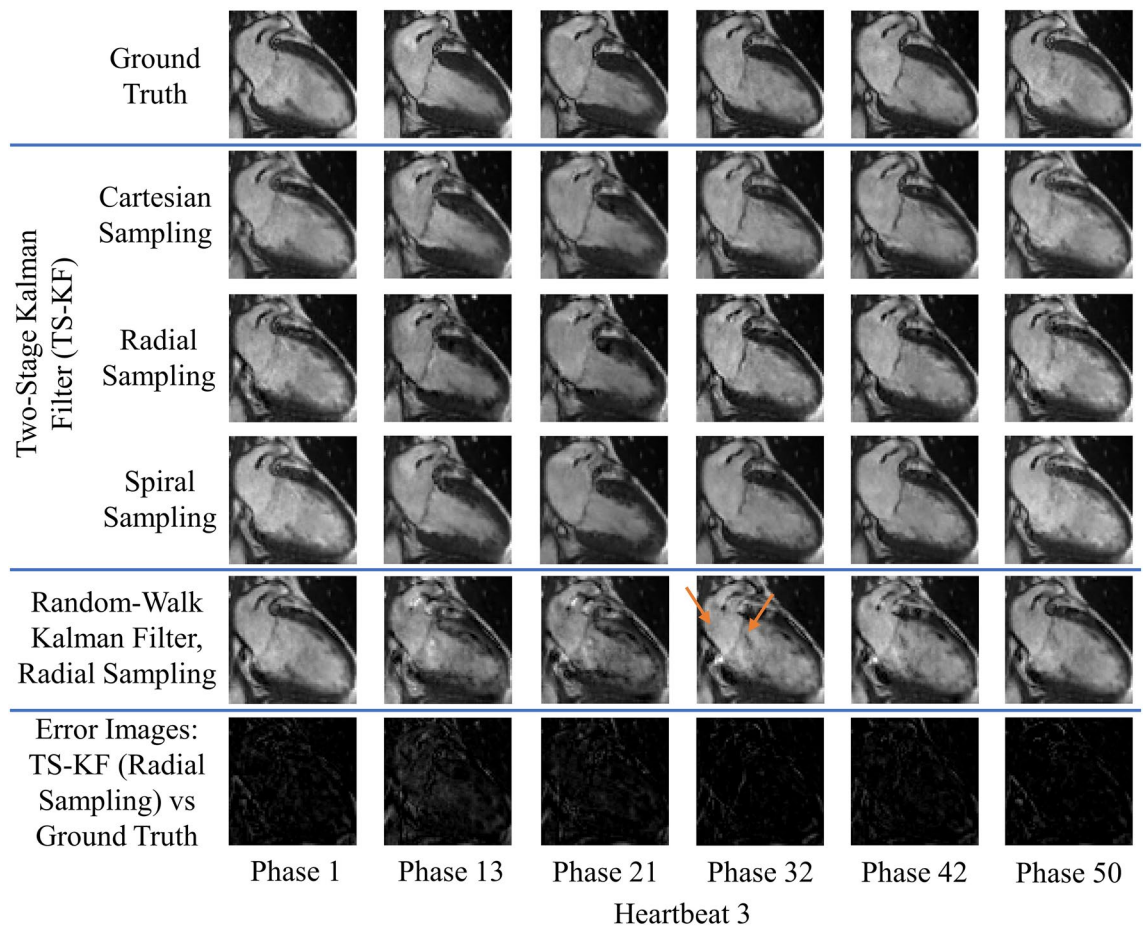 Ground
Truth
Two-Stage Kalman
Filter (TS-KF)
Cartesian
Sampling
Radial
Sampling
Spiral
Sampling
Random-Walk
Kalman Filter,
Radial Sampling
Error Images:
TS-KF (Radial
Sampling) vs
Ground Truth
Phase 1
Phase 13
Phase 21
Phase 32
Phase 42
Phase 50
Heartbeat 3